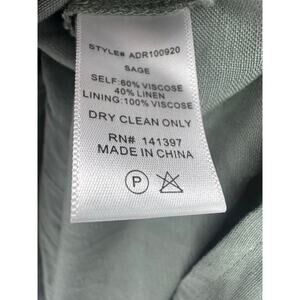 STYLE# ADR100920
SAGE
SELF:60% VISCOSE
40% LINEN
LINING:100% VISCOSE
DRY CLEAN ONLY
RN# 141397
MADE IN CHINA
P